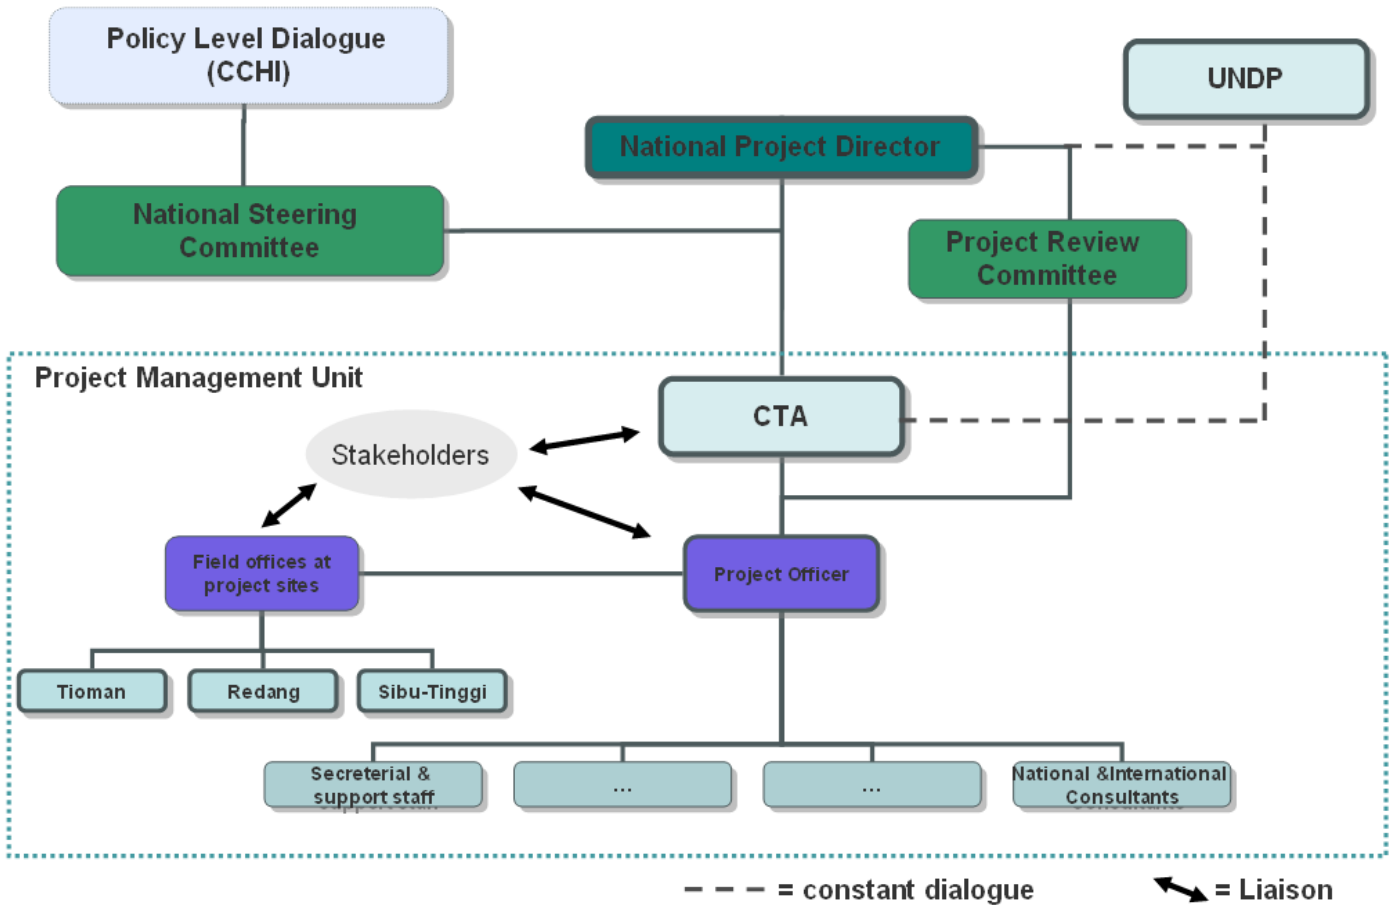 Policy Level Dialogue
(CCHI)
UNDP
National Project Director
National Steering
Committee
Project Review
Committee
Project Management Unit
CTA
Stakeholders
Field offices at
project sites
Project Officer
Tioman
Redang
Sibu-Tinggi
Secreterial &
support staff
...
...
National &International
Consultants
= constant dialogue
= Liaison